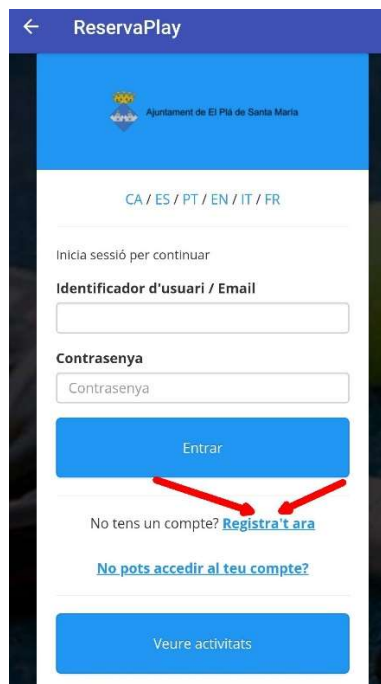 ReservaPlay
Ajuntament de El Plá de Santa Maria
CA / ES / PT / EN / IT / FR
Inicia sessió per continuar
Identificador d'usuari / Email
Contrasenya
Contrasenya
Entrar
No tens un compte? Registra't ara
No pots accedir al teu compte?
Veure activitats